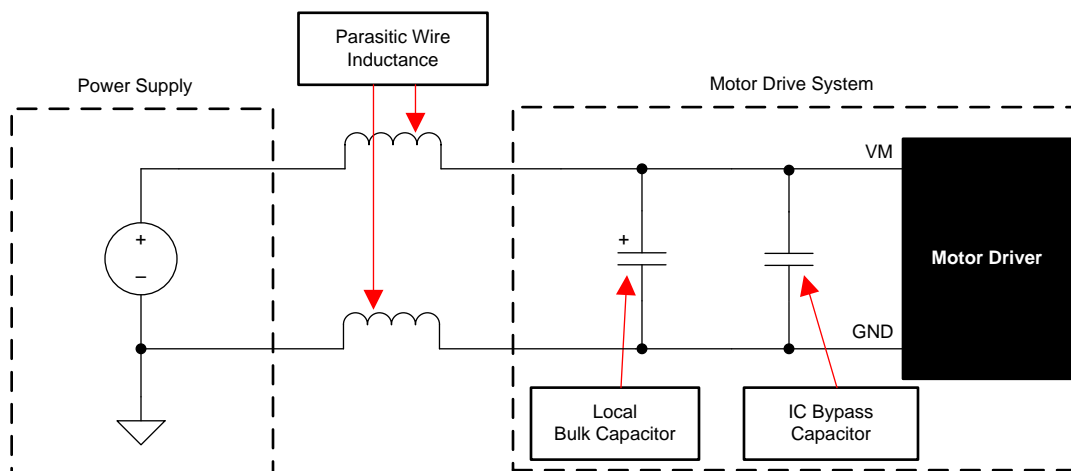 Parasitic Wire
Inductance
Power Supply
Motor Drive System
VM
+
−
+
Motor Driver
GND
Local
Bulk Capacitor
IC Bypass
Capacitor